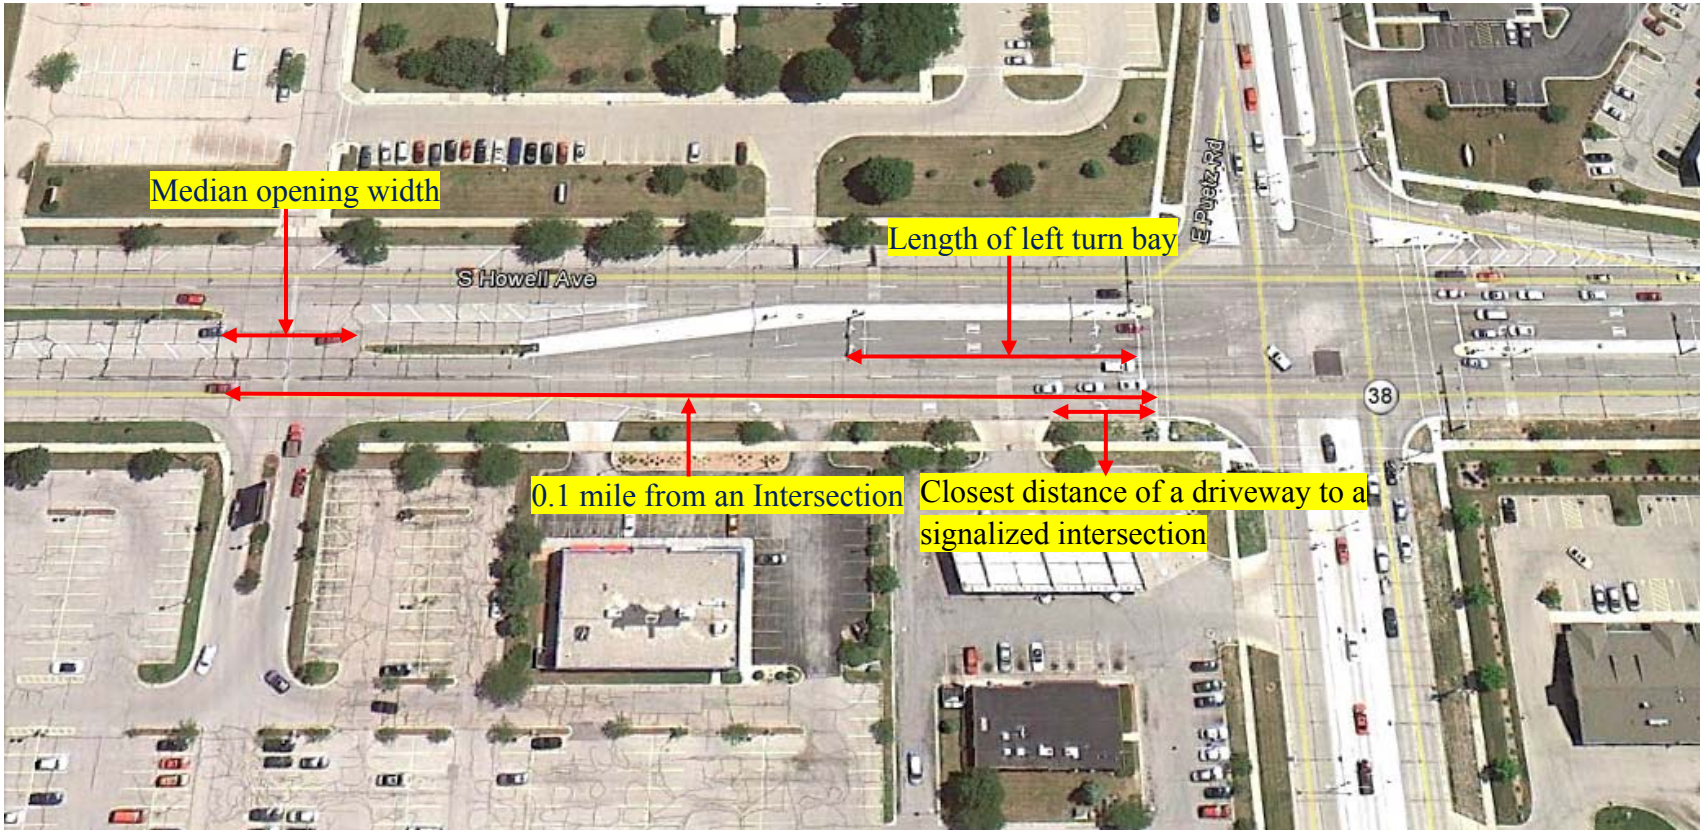 Median opening width
E Puetz Rd
Length of left turn bay
S Howell Ave
38
0.1 mile from an Intersection
Closest distance of a driveway to a
signalized intersection